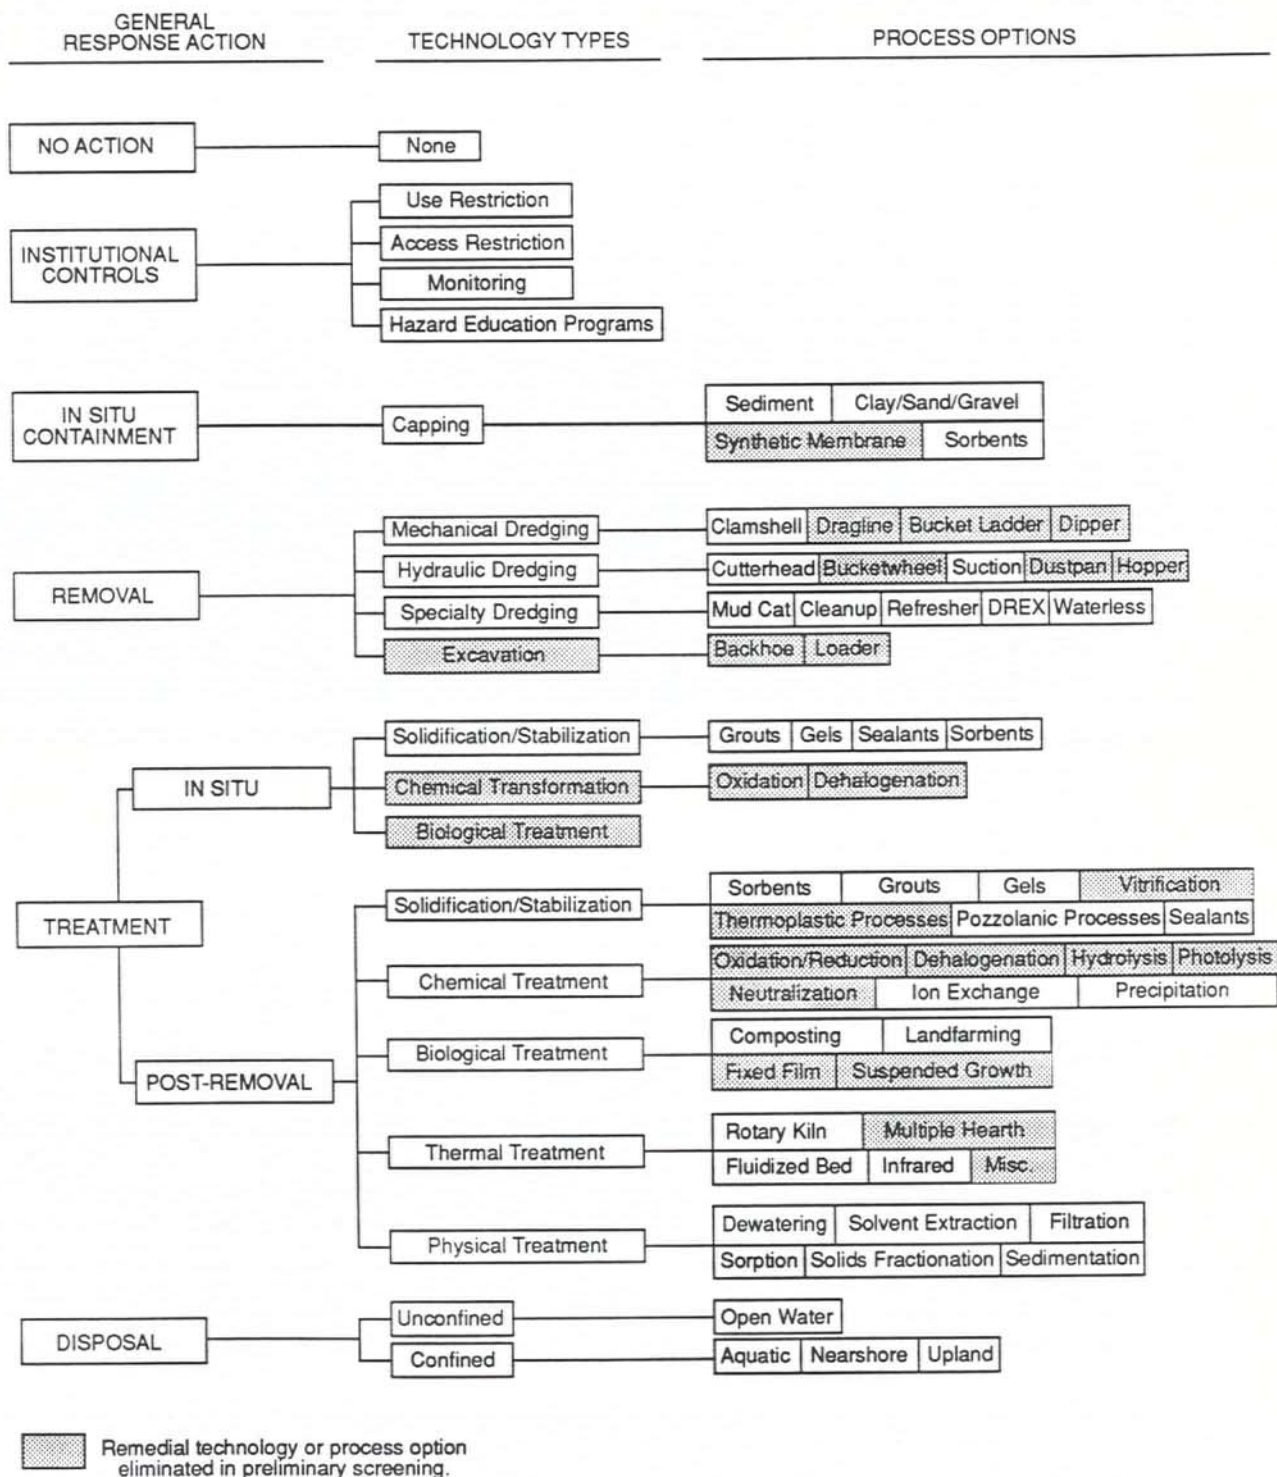 GENERAL
RESPONSE ACTION
TECHNOLOGY TYPES
PROCESS OPTIONS
NO ACTION
None
INSTITUTIONAL
CONTROLS
Use Restriction
Access Restriction
Monitoring
Hazard Education Programs
IN SITU
CONTAINMENT
Capping
Sediment
Clay/Sand/Gravel
Synthetic Membrane
Sorbents
REMOVAL
Mechanical Dredging
Clamshell
Dragline
Bucket Ladder
Dipper
Hydraulic Dredging
Cutterhead
Bucketwheel
Suction
Dustpan
Hopper
Specialty Dredging
Mud Cat
Cleanup
Refresher
DREX
Waterless
Excavation
Backhoe
Loader
TREATMENT
IN SITU
Solidification/Stabilization
Grouts
Gels
Sealants
Sorbents
Chemical Transformation
Oxidation
Dehalogenation
Biological Treatment
POST-REMOVAL
Solidification/Stabilization
Sorbents
Grouts
Gels
Vitrification
Thermoplastic Processes
Pozzolanic Processes
Sealants
Chemical Treatment
Oxidation/Reduction
Dehalogenation
Hydrolysis
Photolysis
Neutralization
Ion Exchange
Precipitation
Biological Treatment
Composting
Landfarming
Fixed Film
Suspended Growth
Thermal Treatment
Rotary Kiln
Multiple Hearth
Fluidized Bed
Infrared
Misc.
Physical Treatment
Dewatering
Solvent Extraction
Filtration
Sorption
Solids Fractionation
Sedimentation
DISPOSAL
Unconfined
Open Water
Confined
Aquatic
Nearshore
Upland
Remedial technology or process option
eliminated in preliminary screening.